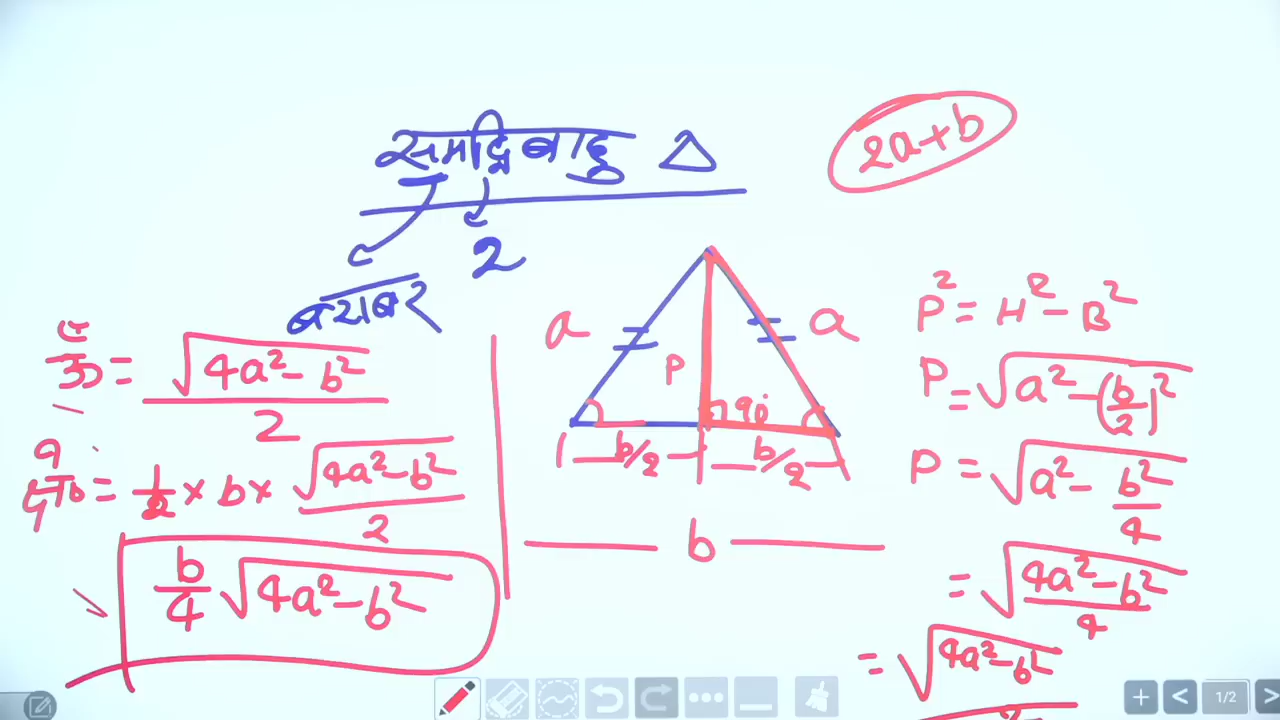 समद्विबाहु △
2a+b
2
बराबर
ऊँ = √(4a² - b²)/2
क्षे = 1/2 × b × √(4a² - b²)/2
b/4 √(4a² - b²)
a
a
P
90°
b/2
b/2
b
P² = H² - B²
P = √(a² - (b/2)²)
P = √(a² - b²/4)
= √((4a² - b²)/4)
= √(4a² - b²)
1/2